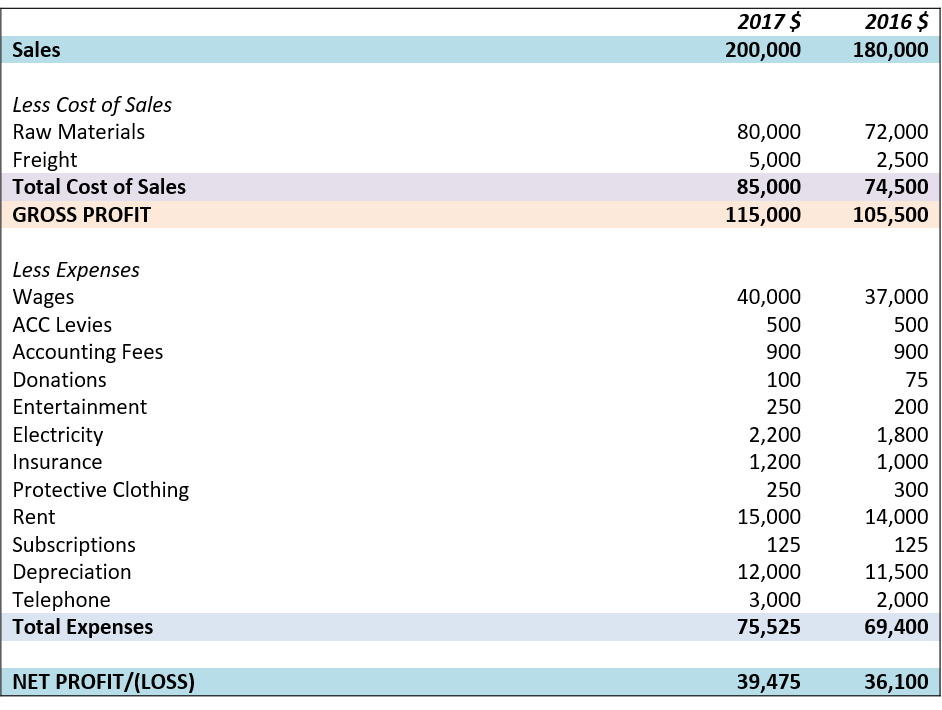 2017 $ 2016 $
Sales 200,000 180,000
Less Cost of Sales
Raw Materials 80,000 72,000
Freight 5,000 2,500
Total Cost of Sales 85,000 74,500
GROSS PROFIT 115,000 105,500
Less Expenses
Wages 40,000 37,000
ACC Levies 500 500
Accounting Fees 900 900
Donations 100 75
Entertainment 250 200
Electricity 2,200 1,800
Insurance 1,200 1,000
Protective Clothing 250 300
Rent 15,000 14,000
Subscriptions 125 125
Depreciation 12,000 11,500
Telephone 3,000 2,000
Total Expenses 75,525 69,400
NET PROFIT/(LOSS) 39,475 36,100